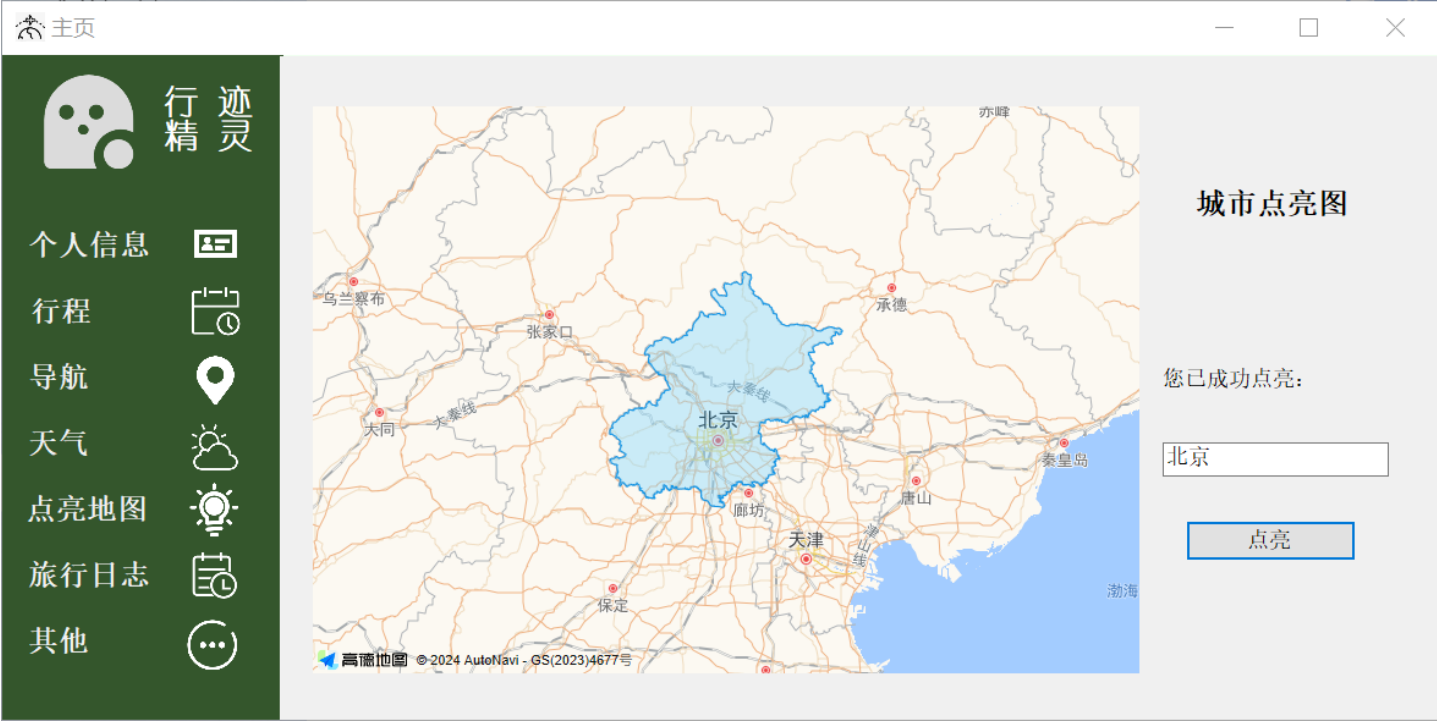 主页
行 迹
精 灵
个人信息
行程
导航
天气
点亮地图
旅行日志
其他
赤峰
乌兰察布
承德
张家口
大秦线
大秦线
大同
北京
秦皇岛
唐山
廊坊
天津
津山线
保定
渤海
高德地图 © 2024 AutoNavi - GS(2023)4677号
城市点亮图
您已成功点亮：
北京
点亮